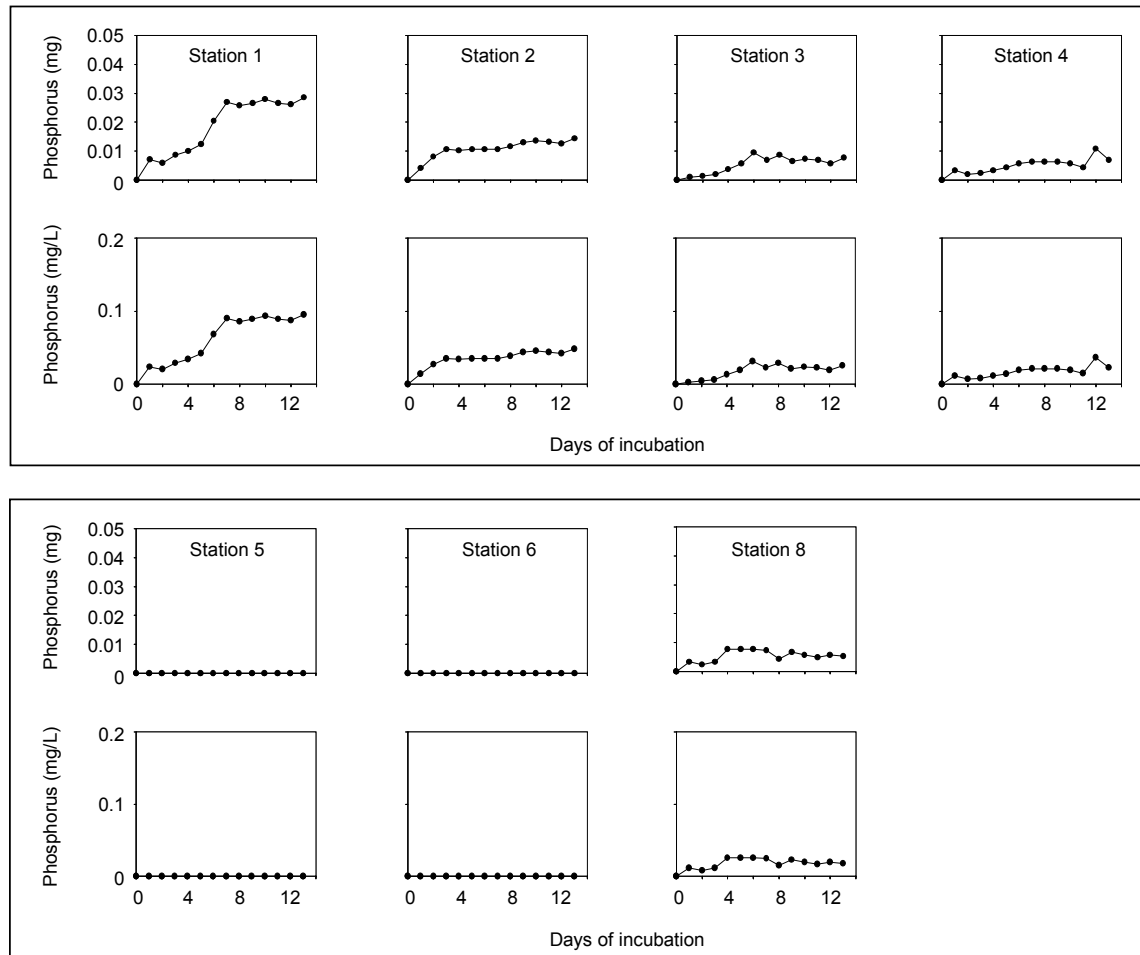 Phosphorus (mg)
0.05
0.04
0.03
0.02
0.01
0
Station 1
Station 2
Station 3
Station 4
Phosphorus (mg/L)
0.2
0.1
0
0 4 8 12
0 4 8 12
0 4 8 12
0 4 8 12
Days of incubation
Phosphorus (mg)
0.05
0.04
0.03
0.02
0.01
0
Station 5
Station 6
Station 8
Phosphorus (mg/L)
0.2
0.1
0
0 4 8 12
0 4 8 12
0 4 8 12
Days of incubation